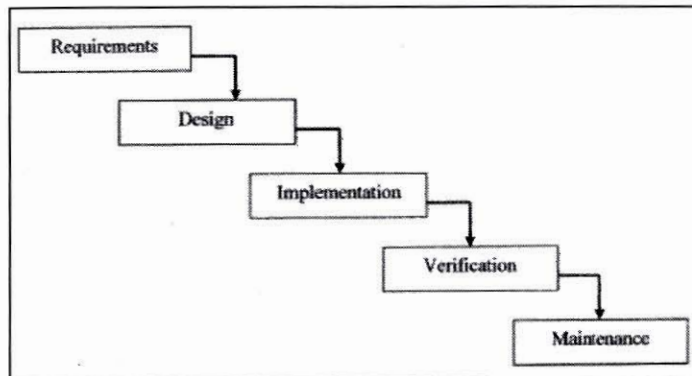 Requirements
Design
Implementation
Verification
Maintenance